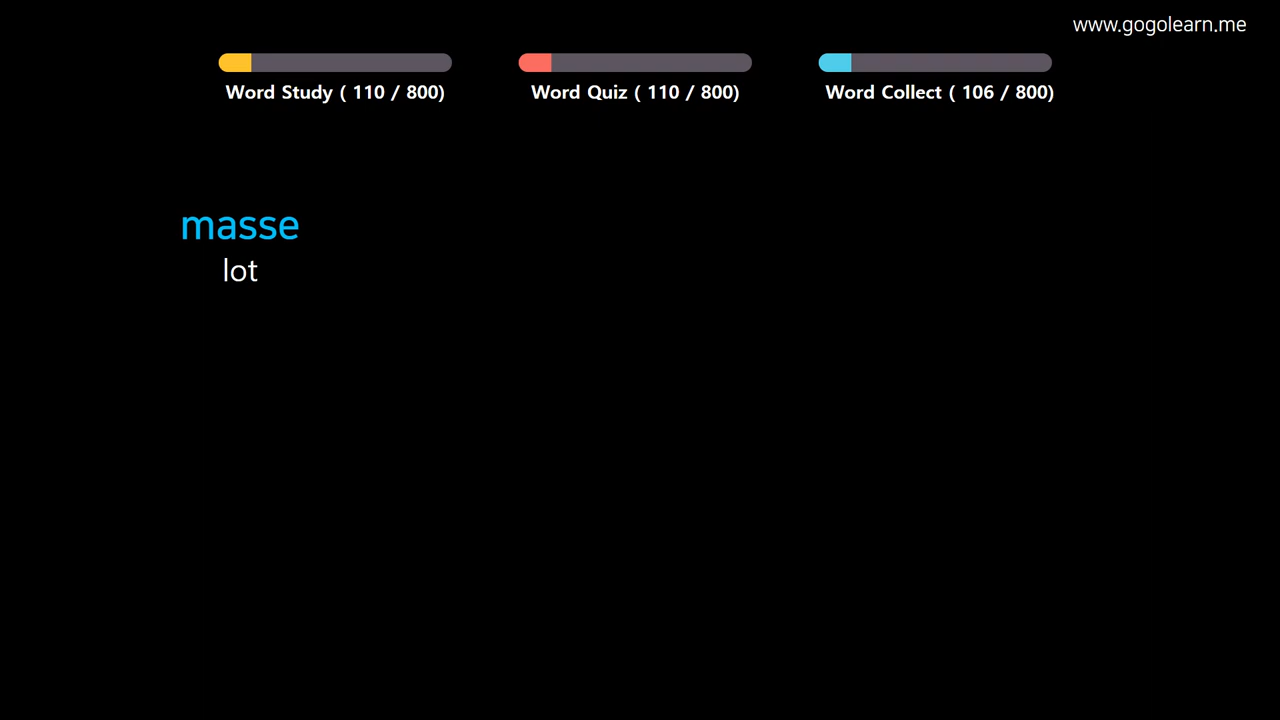 www.gogolearn.me
Word Study ( 110 / 800)
Word Quiz ( 110 / 800)
Word Collect ( 106 / 800)
masse
lot